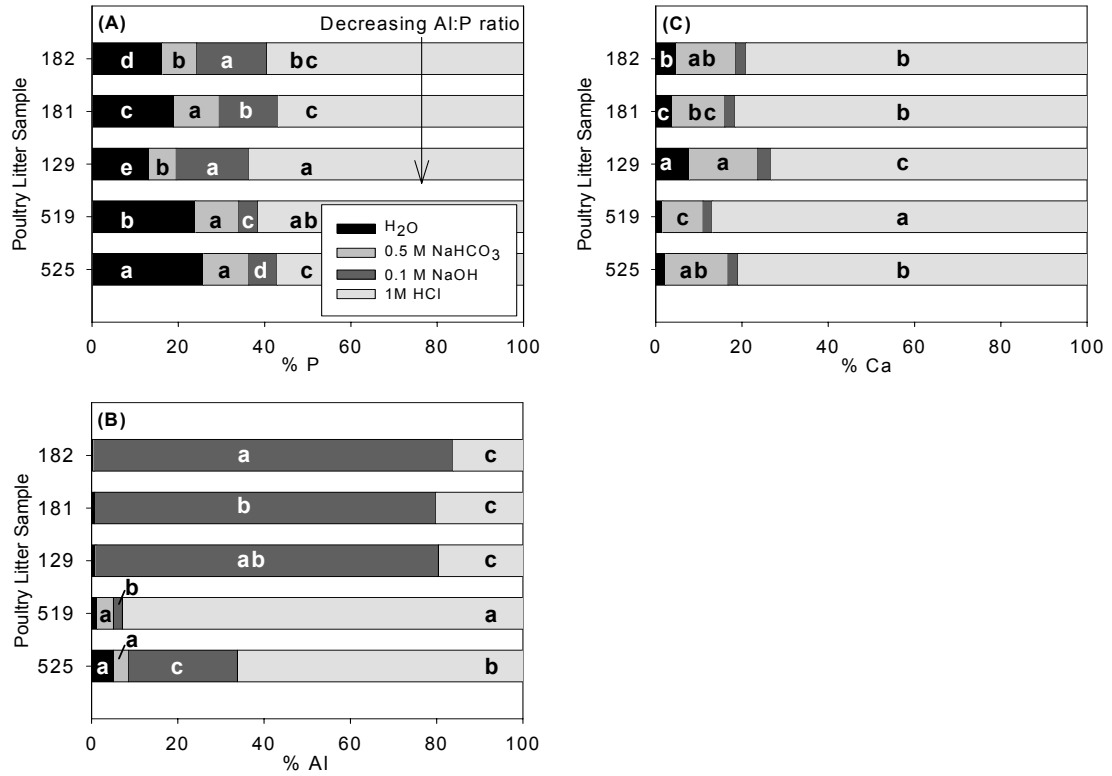 (A)
Decreasing Al:P ratio
Poultry Litter Sample
182
d b a bc
181
c a b c
129
e b a a
519
b a c ab
525
a a d c
H₂O
0.5 M NaHCO₃
0.1 M NaOH
1M HCl
0 20 40 60 80 100
% P
(C)
Poultry Litter Sample
182
b ab b
181
c bc b
129
a a c
519
c a
525
ab b
0 20 40 60 80 100
% Ca
(B)
Poultry Litter Sample
182
a c
181
b c
129
ab c
b
519
a a
a
525
a c b
0 20 40 60 80 100
% Al